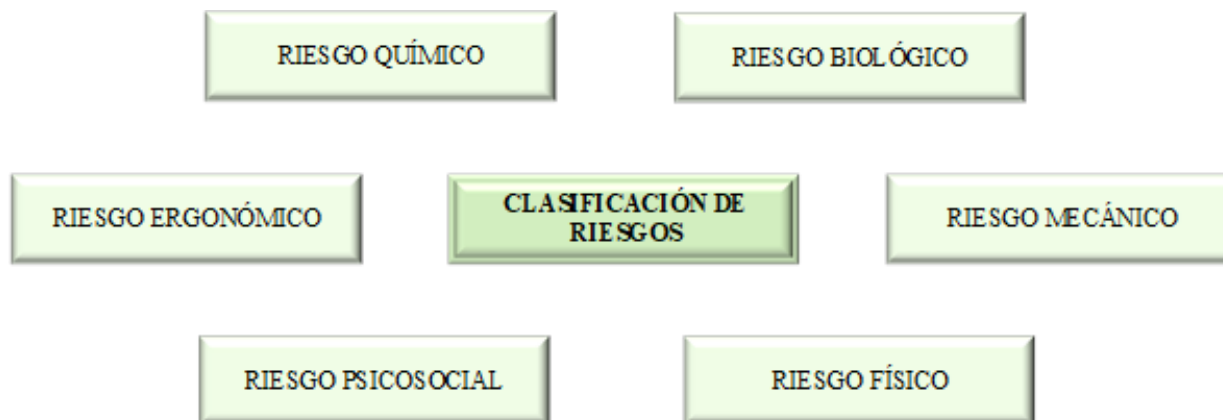 RIESGO QUÍMICO
RIESGO BIOLÓGICO
RIESGO ERGONÓMICO
CLASIFICACIÓN DE
RIESGOS
RIESGO MECÁNICO
RIESGO PSICOSOCIAL
RIESGO FÍSICO